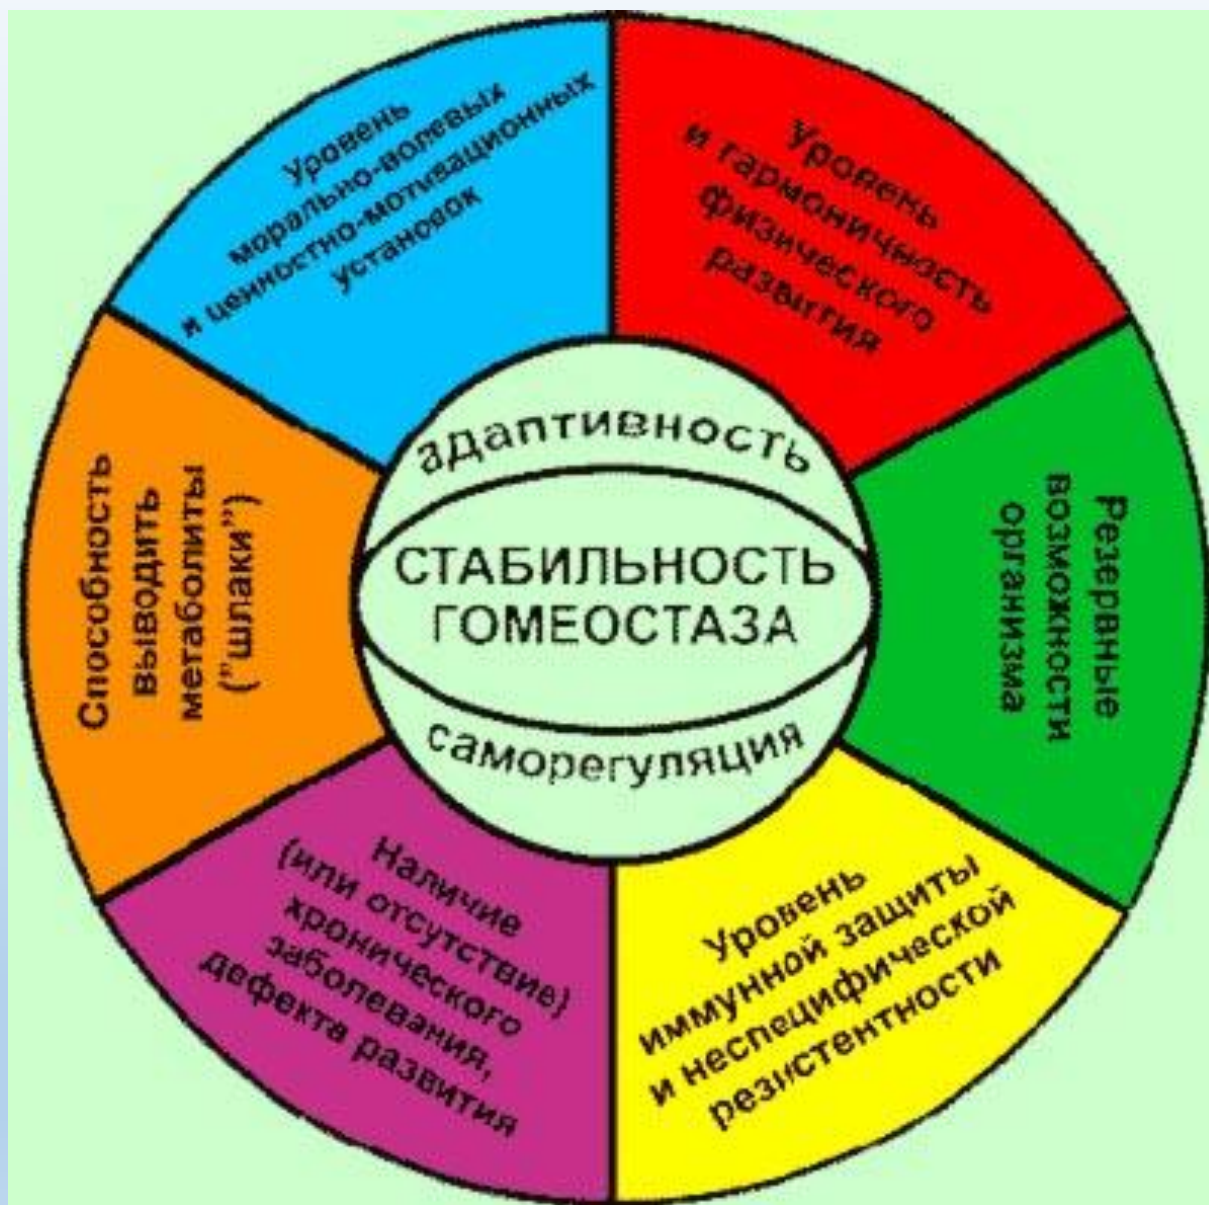 Уровень
морально-волевых
и ценностно-мотивационных
установок
Уровень
и гармоничность
физического
развития
Резервные
возможности
организма
Уровень
иммунной защиты
и неспецифической
резистентности
Наличие
(или отсутствие)
хронического
заболевания,
дефекта развития
Способность
выводить
метаболиты
("шлаки")
адаптивность
СТАБИЛЬНОСТЬ
ГОМЕОСТАЗА
саморегуляция